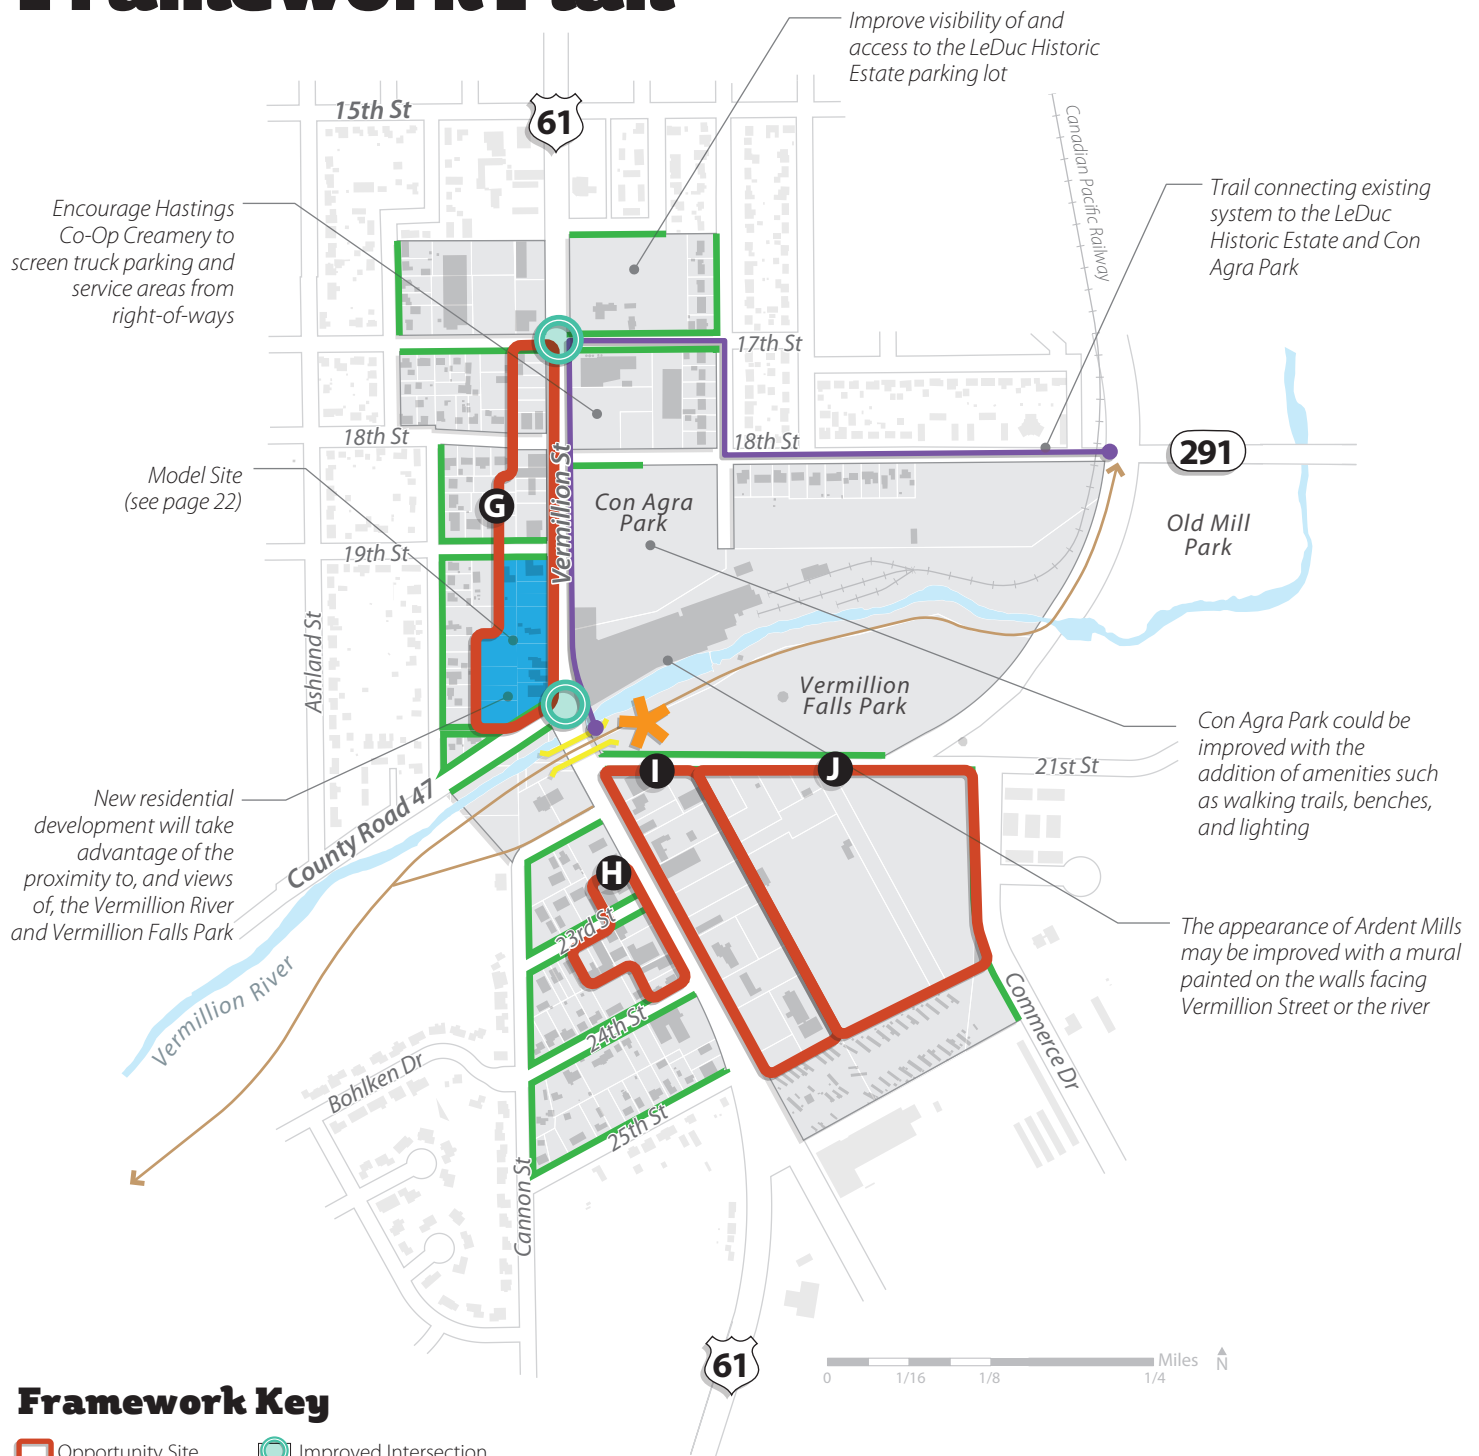 Framework Plan
Improve visibility of and
access to the LeDuc Historic
Estate parking lot
15th St
61
Canadian Pacific Railway
Trail connecting existing
system to the LeDuc
Historic Estate and Con
Agra Park
Encourage Hastings
Co-Op Creamery to
screen truck parking and
service areas from
right-of-ways
17th St
18th St
18th St
291
Model Site
(see page 22)
Vermillion St
G
Con Agra
Park
Old Mill
Park
19th St
Ashland St
Vermillion
Falls Park
Con Agra Park could be
improved with the
addition of amenities such
as walking trails, benches,
and lighting
I
J
21st St
County Road 47
New residential
development will take
advantage of the
proximity to, and views
of, the Vermillion River
and Vermillion Falls Park
H
23rd St
The appearance of Ardent Mills
may be improved with a mural
painted on the walls facing
Vermillion Street or the river
Vermillion River
24th St
Commerce Dr
Bohlken Dr
25th St
Cannon St
61
Miles
N
0
1/16
1/8
1/4
Framework Key
Opportunity Site
Improved Intersection